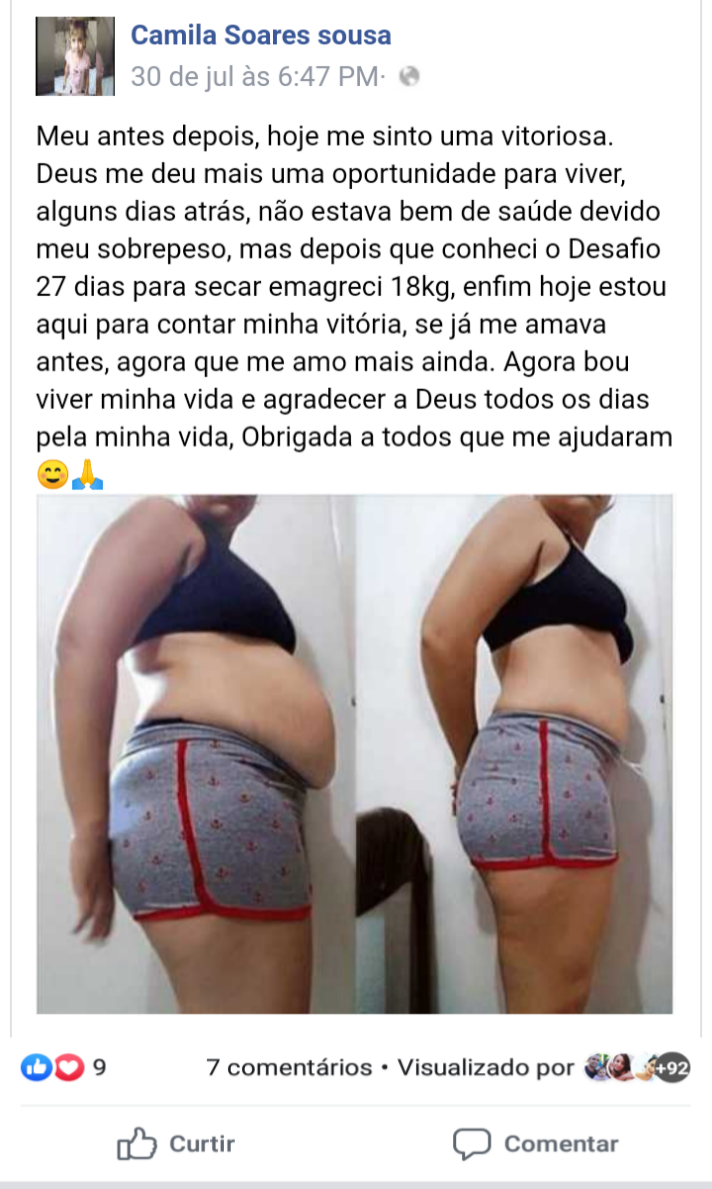 Camila Soares sousa
30 de jul às 6:47 PM·
Meu antes depois, hoje me sinto uma vitoriosa.
Deus me deu mais uma oportunidade para viver,
alguns dias atrás, não estava bem de saúde devido
meu sobrepeso, mas depois que conheci o Desafio
27 dias para secar emagreci 18kg, enfim hoje estou
aqui para contar minha vitória, se já me amava
antes, agora que me amo mais ainda. Agora bou
viver minha vida e agradecer a Deus todos os dias
pela minha vida, Obrigada a todos que me ajudaram
😊🙏
9 7 comentários • Visualizado por +92
Curtir Comentar